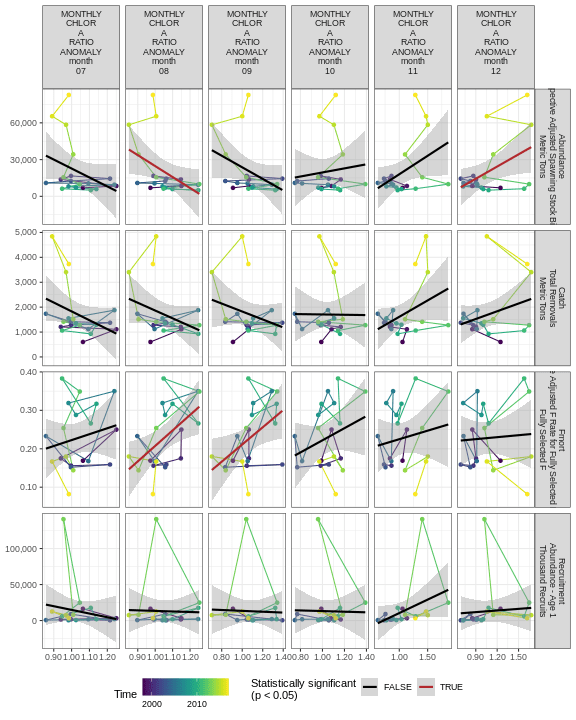 MONTHLY CHLOR A RATIO ANOMALY month 07
MONTHLY CHLOR A RATIO ANOMALY month 08
MONTHLY CHLOR A RATIO ANOMALY month 09
MONTHLY CHLOR A RATIO ANOMALY month 10
MONTHLY CHLOR A RATIO ANOMALY month 11
MONTHLY CHLOR A RATIO ANOMALY month 12
60,000
30,000
0
Abundance
Adjusted Spawning Stock
Metric Tons
5,000
4,000
3,000
2,000
1,000
0
Catch
Total Removals
Metric Tons
0.40
0.30
0.20
0.10
Fmort
Adjusted F Rate for Fully Selected
Fully Selected F
100,000
50,000
0
Recruitment
Abundance - Age 1
Thousand Recruits
0.90 1.00 1.10 1.20
0.90 1.00 1.10 1.20
0.80 1.00 1.20 1.40
0.80 1.00 1.20 1.40
1.00 1.50
0.90 1.20 1.50
Time
2000 2010
Statistically significant
(p < 0.05)
FALSE
TRUE